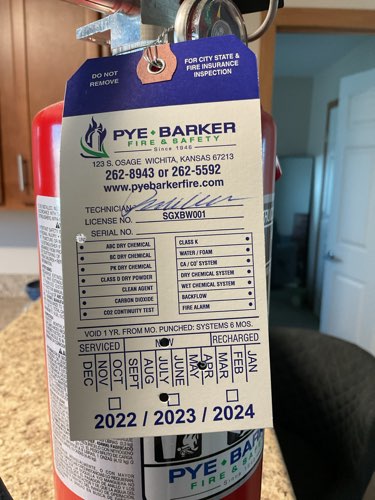 DO NOT
REMOVE
FOR CITY STATE &
FIRE INSURANCE
INSPECTION
PYE BARKER
FIRE & SAFETY
Since 1946
123 S. OSAGE WICHITA, KANSAS 67213
262-8943 or 262-5592
www.pyebarkerfire.com
TECHNICIAN
LICENSE NO. SGXBW001
SERIAL NO.
ABC DRY CHEMICAL
BC DRY CHEMICAL
PK DRY CHEMICAL
CLASS D DRY POWDER
CLEAN AGENT
CARBON DIOXIDE
CO2 CONTINUITY TEST
CLASS K
WATER / FOAM
CA / CO² SYSTEM
DRY CHEMICAL SYSTEM
WET CHEMICAL SYSTEM
BACKFLOW
FIRE ALARM
VOID 1 YR. FROM MO. PUNCHED: SYSTEMS 6 MOS.
SERVICED
RECHARGED
JAN
FEB
MAR
APR
MAY
JUNE
JULY
AUG
SEPT
OCT
NOV
DEC
2022 / 2023 / 2024
PYE BARKER
FIRE &